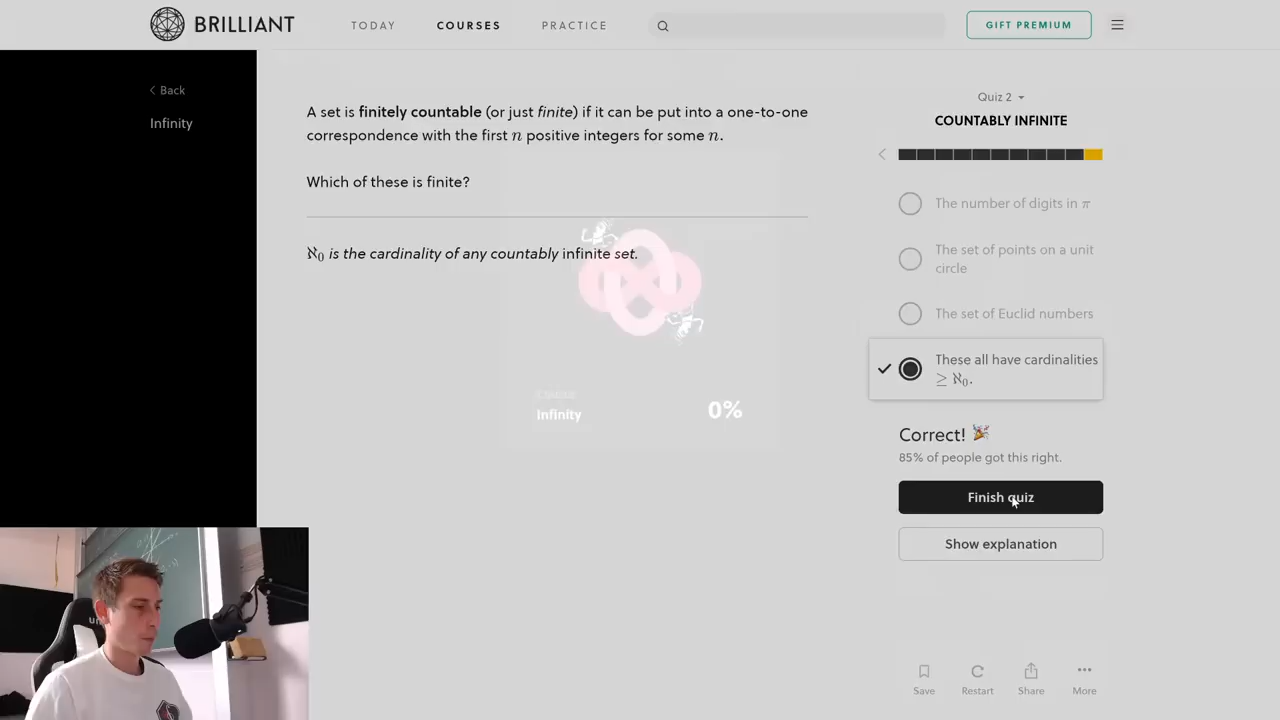 BRILLIANT
TODAY
COURSES
PRACTICE
GIFT PREMIUM
Back
Infinity
A set is finitely countable (or just finite) if it can be put into a one-to-one
correspondence with the first n positive integers for some n.
Which of these is finite?
ℵ₀ is the cardinality of any countably infinite set.
Course
Infinity
0%
Quiz 2
COUNTABLY INFINITE
The number of digits in π
The set of points on a unit
circle
The set of Euclid numbers
These all have cardinalities
≥ ℵ₀.
Correct! 🎉
85% of people got this right.
Finish quiz
Show explanation
Save
Restart
Share
More